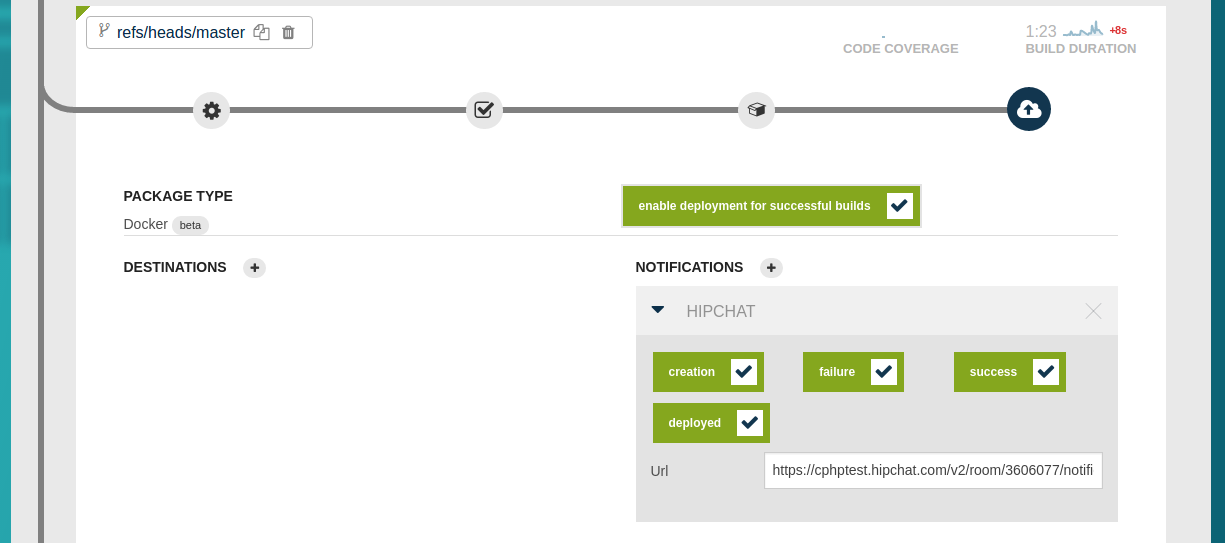 refs/heads/master
1:23 +8s
CODE COVERAGE BUILD DURATION
PACKAGE TYPE
enable deployment for successful builds
Docker beta
DESTINATIONS NOTIFICATIONS
HIPCHAT
creation failure success
deployed
Url https://cphptest.hipchat.com/v2/room/3606077/notifi